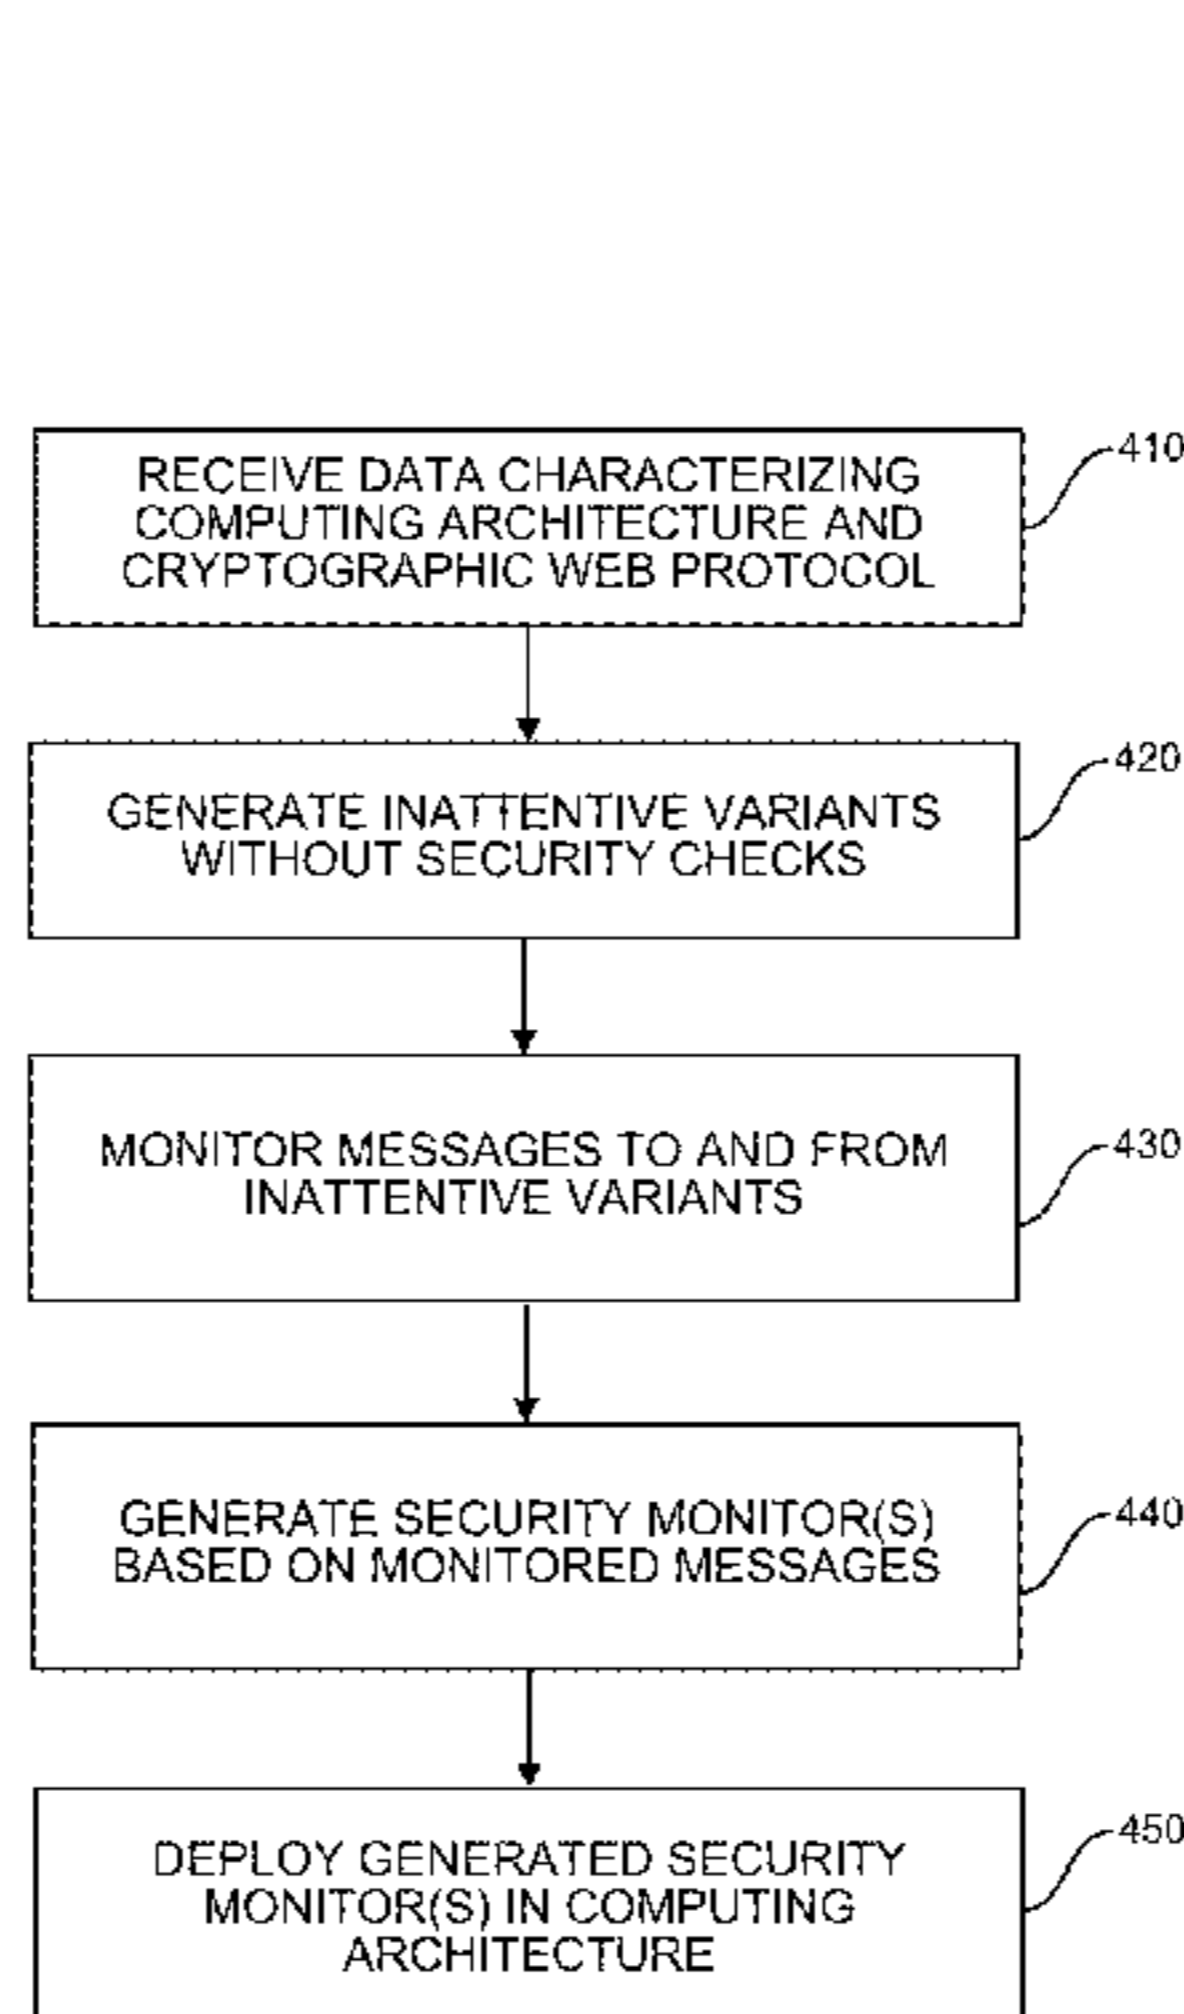 RECEIVE DATA CHARACTERIZING
COMPUTING ARCHITECTURE AND
CRYPTOGRAPHIC WEB PROTOCOL
410
GENERATE INATTENTIVE VARIANTS
WITHOUT SECURITY CHECKS
420
MONITOR MESSAGES TO AND FROM
INATTENTIVE VARIANTS
430
GENERATE SECURITY MONITOR(S)
BASED ON MONITORED MESSAGES
440
DEPLOY GENERATED SECURITY
MONITOR(S) IN COMPUTING
ARCHITECTURE
450